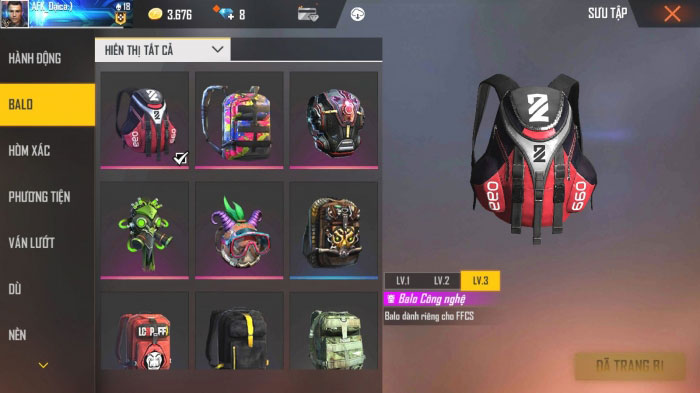 AFK_Daica:)
18
3.676
+ 8
SƯU TẬP
HÀNH ĐỘNG
BALO
HÒM XÁC
PHƯƠNG TIỆN
VÁN LƯỚT
DÙ
NỀN
HIỂN THỊ TẤT CẢ
LV.1
LV.2
LV.3
Balo Công nghệ
Balo dành riêng cho FFCS
ĐÃ TRANG BỊ